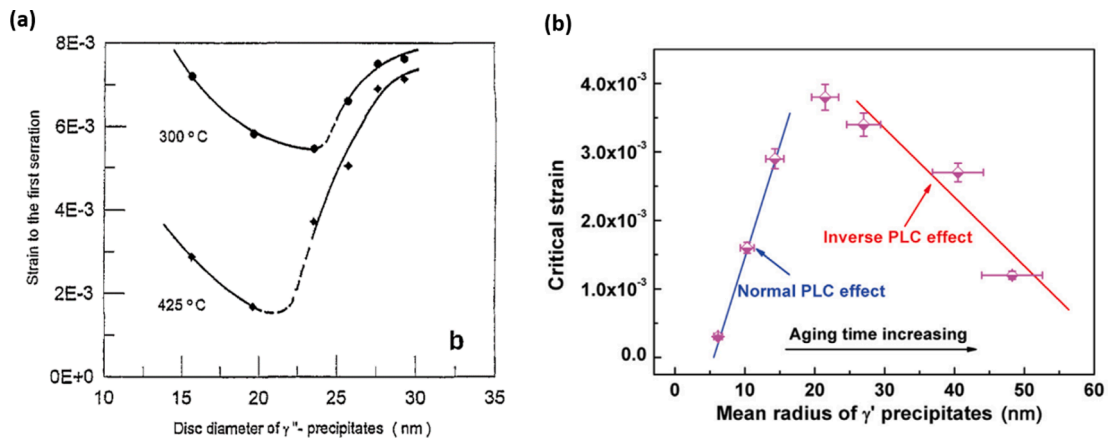 (a)
8E-3
6E-3
4E-3
2E-3
0E+0
Strain to the first serration
300 °C
425 °C
b
10 15 20 25 30 35
Disc diameter of γ''- precipitates ( nm )
(b)
4.0x10⁻³
3.0x10⁻³
2.0x10⁻³
1.0x10⁻³
0.0
Critical strain
Inverse PLC effect
Normal PLC effect
Aging time increasing
0 10 20 30 40 50 60
Mean radius of γ' precipitates (nm)